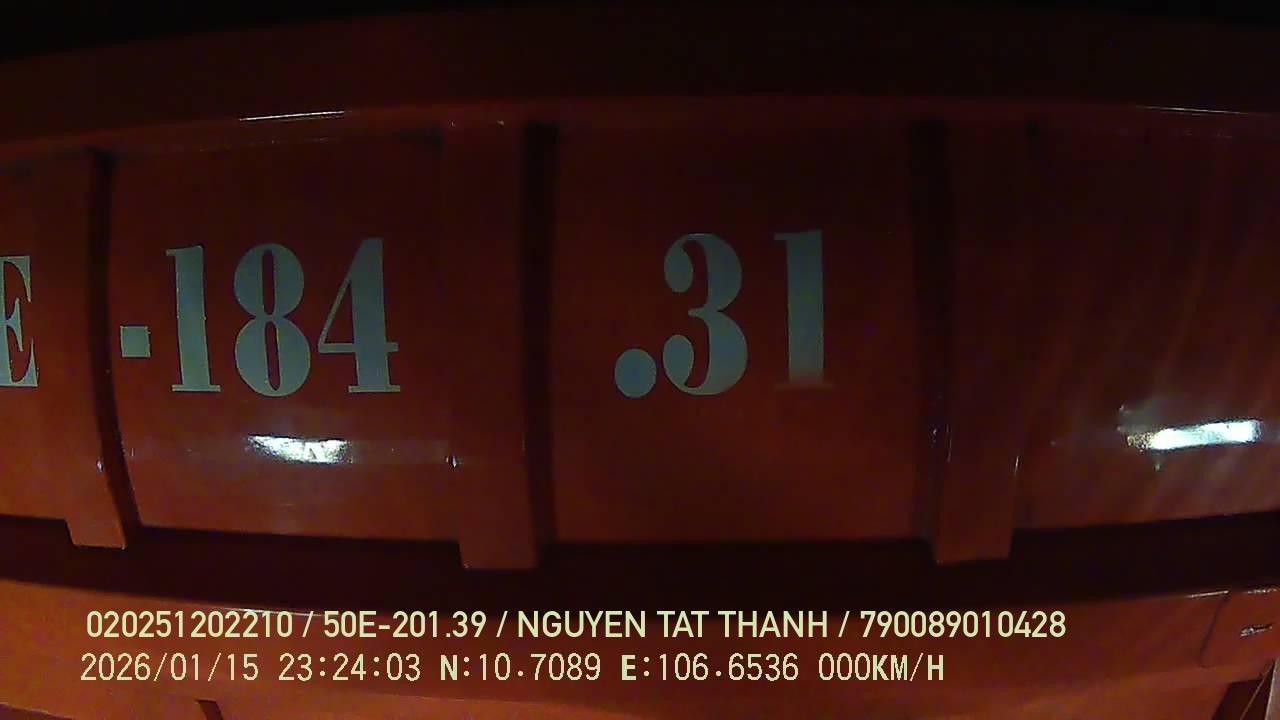 E -184 .31
020251202210 / 50E-201.39 / NGUYEN TAT THANH / 790089010428
2026/01/15 23:24:03 N:10.7089 E:106.6536 000KM/H